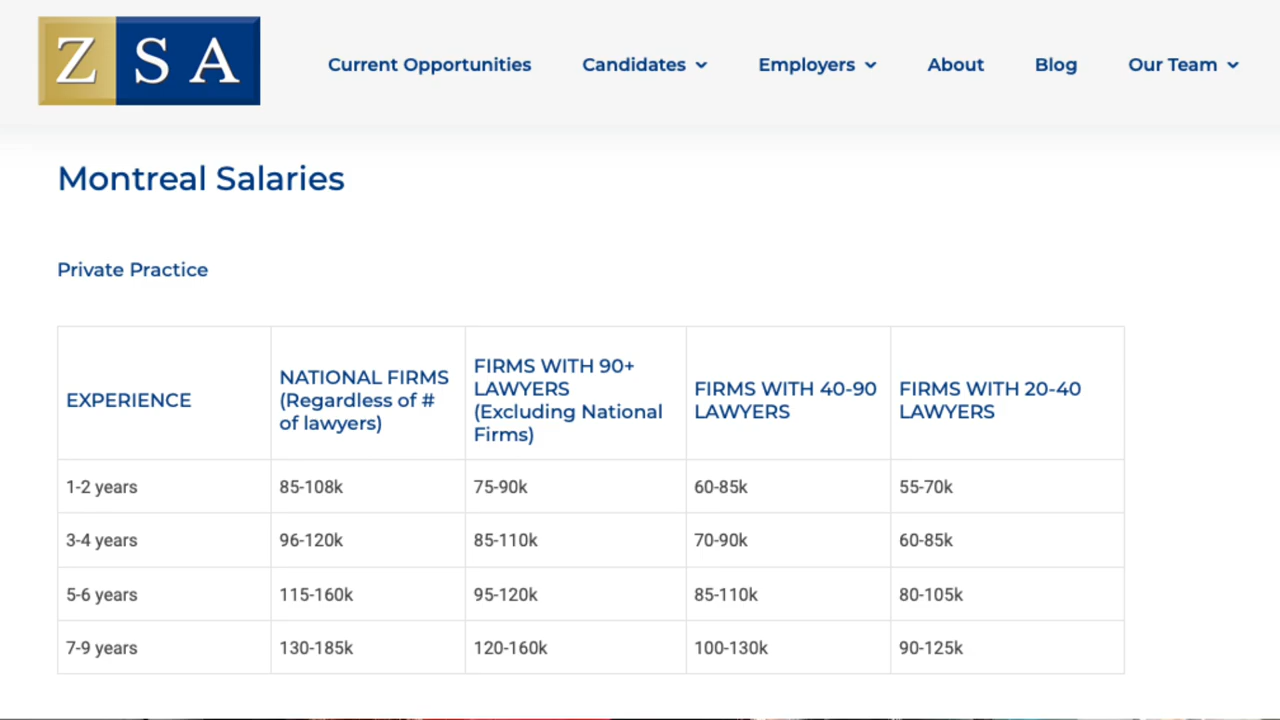 Z S A
Current Opportunities Candidates Employers About Blog Our Team
Montreal Salaries
Private Practice
EXPERIENCE
NATIONAL FIRMS
(Regardless of #
of lawyers)
FIRMS WITH 90+
LAWYERS
(Excluding National
Firms)
FIRMS WITH 40-90
LAWYERS
FIRMS WITH 20-40
LAWYERS
1-2 years 85-108k 75-90k 60-85k 55-70k
3-4 years 96-120k 85-110k 70-90k 60-85k
5-6 years 115-160k 95-120k 85-110k 80-105k
7-9 years 130-185k 120-160k 100-130k 90-125k